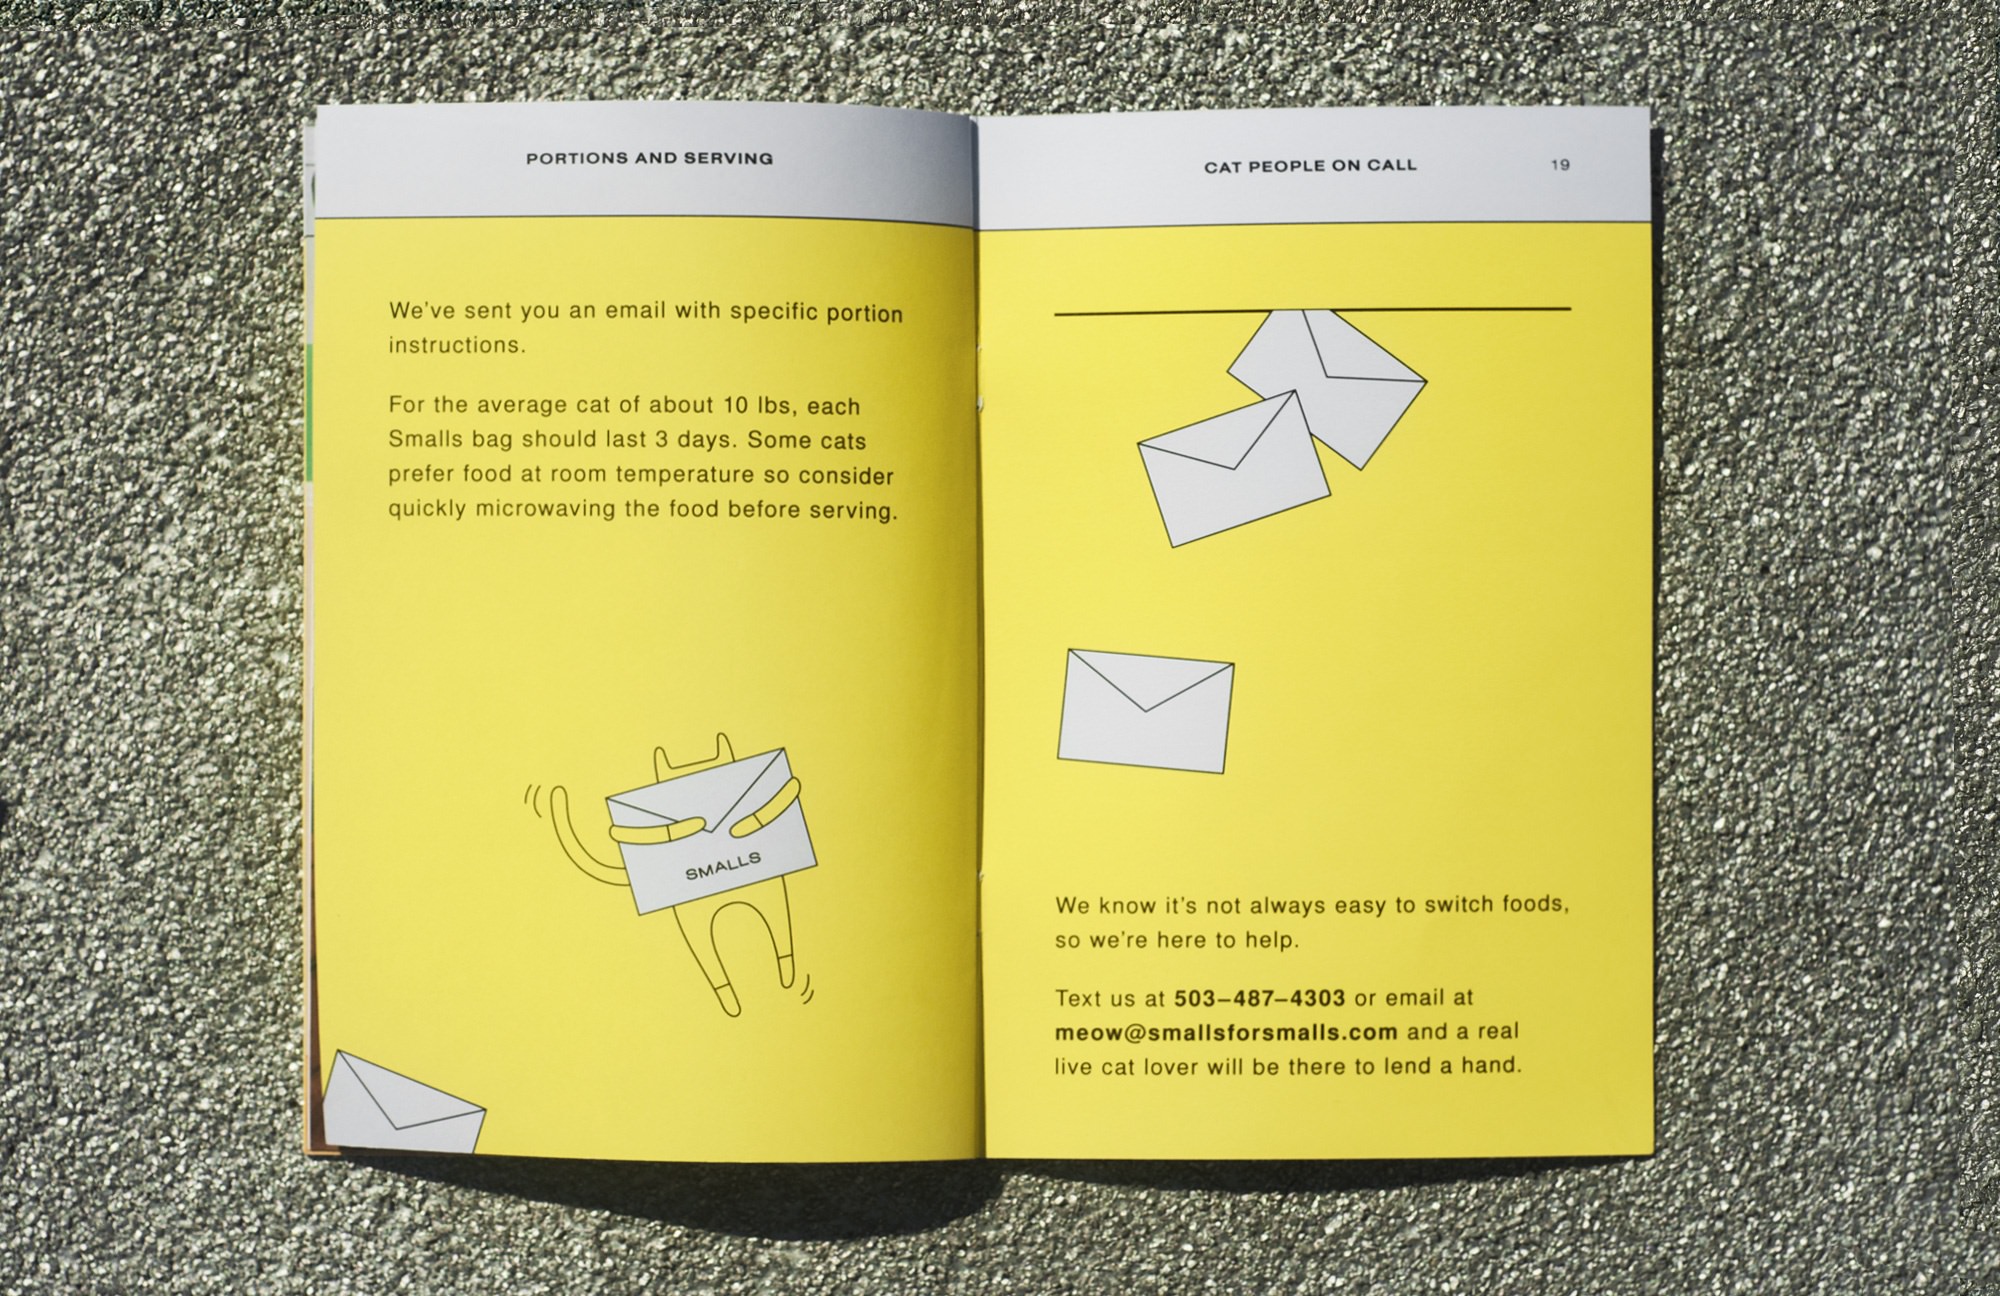 PORTIONS AND SERVING
We've sent you an email with specific portion
instructions.
For the average cat of about 10 lbs, each
Smalls bag should last 3 days. Some cats
prefer food at room temperature so consider
quickly microwaving the food before serving.
SMALLS
CAT PEOPLE ON CALL
19
We know it's not always easy to switch foods,
so we're here to help.
Text us at 503–487–4303 or email at
meow@smallsforsmalls.com and a real
live cat lover will be there to lend a hand.